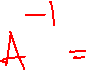 A⁻¹ =